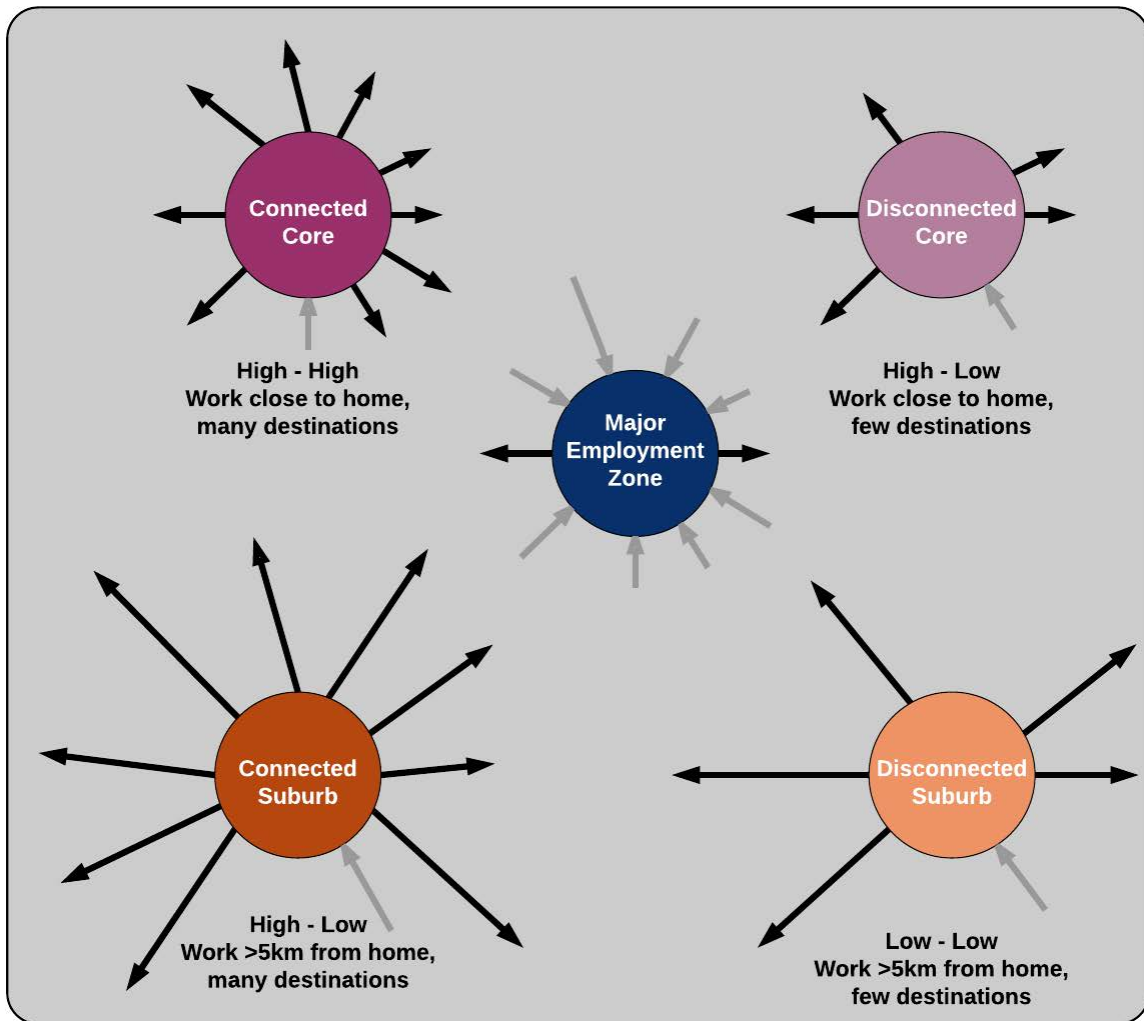 Connected
Core
High - High
Work close to home,
many destinations
Disconnected
Core
High - Low
Work close to home,
few destinations
Major
Employment
Zone
Connected
Suburb
High - Low
Work >5km from home,
many destinations
Disconnected
Suburb
Low - Low
Work >5km from home,
few destinations